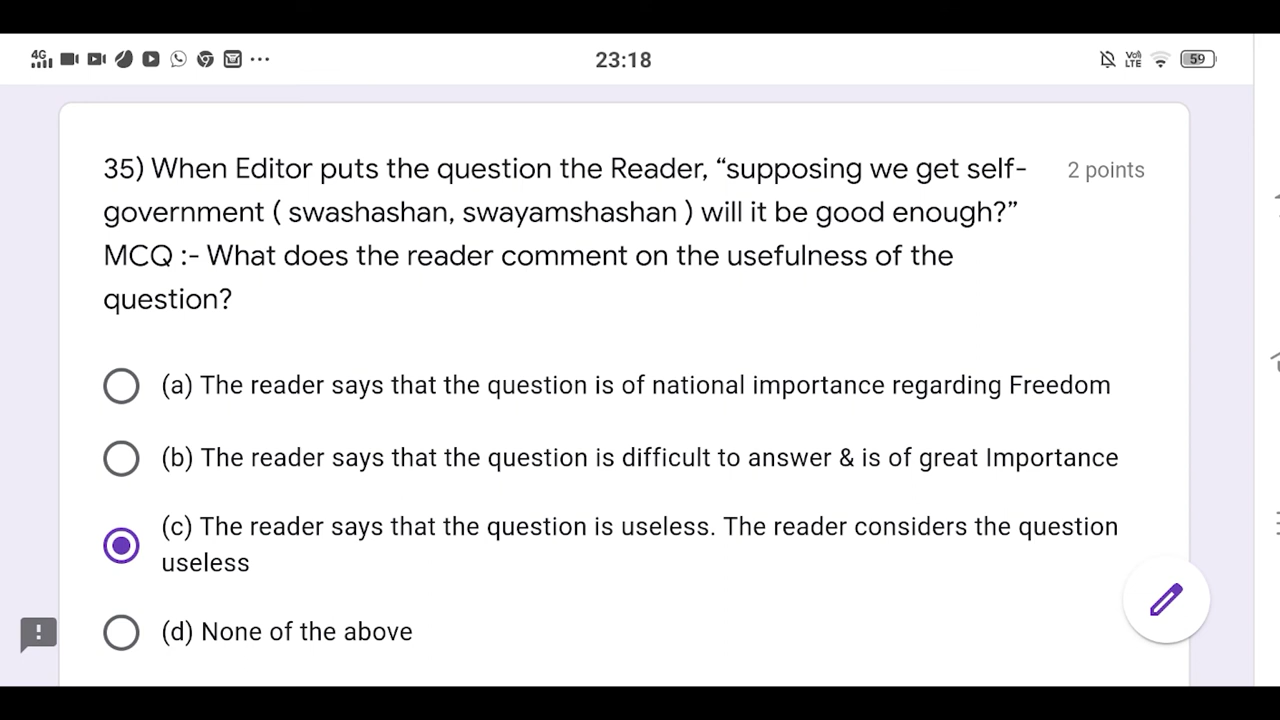 4G 23:18 Vo) LTE 59
35) When Editor puts the question the Reader, “supposing we get self- 2 points
government ( swashashan, swayamshashan ) will it be good enough?”
MCQ :- What does the reader comment on the usefulness of the
question?
(a) The reader says that the question is of national importance regarding Freedom
(b) The reader says that the question is difficult to answer & is of great Importance
(c) The reader says that the question is useless. The reader considers the question
useless
(d) None of the above